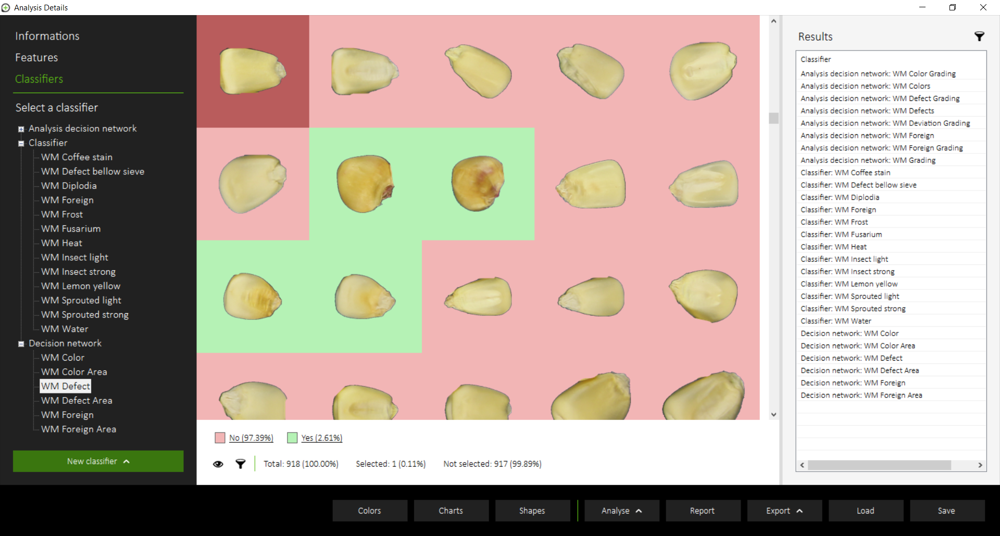 Analysis Details
Informations
Features
Classifiers
Select a classifier
Analysis decision network
Classifier
WM Coffee stain
WM Defect bellow sieve
WM Diplodia
WM Foreign
WM Frost
WM Fusarium
WM Heat
WM Insect light
WM Insect strong
WM Lemon yellow
WM Sprouted light
WM Sprouted strong
WM Water
Decision network
WM Color
WM Color Area
WM Defect
WM Defect Area
WM Foreign
WM Foreign Area
New classifier
No (97.39%) Yes (2.61%)
Total: 918 (100.00%) Selected: 1 (0.11%) Not selected: 917 (99.89%)
Results
Classifier
Analysis decision network: WM Color Grading
Analysis decision network: WM Colors
Analysis decision network: WM Defect Grading
Analysis decision network: WM Defects
Analysis decision network: WM Deviation Grading
Analysis decision network: WM Foreign
Analysis decision network: WM Foreign Grading
Analysis decision network: WM Grading
Classifier: WM Coffee stain
Classifier: WM Defect bellow sieve
Classifier: WM Diplodia
Classifier: WM Foreign
Classifier: WM Frost
Classifier: WM Fusarium
Classifier: WM Heat
Classifier: WM Insect light
Classifier: WM Insect strong
Classifier: WM Lemon yellow
Classifier: WM Sprouted light
Classifier: WM Sprouted strong
Classifier: WM Water
Decision network: WM Color
Decision network: WM Color Area
Decision network: WM Defect
Decision network: WM Defect Area
Decision network: WM Foreign
Decision network: WM Foreign Area
Colors Charts Shapes Analyse Report Export Load Save